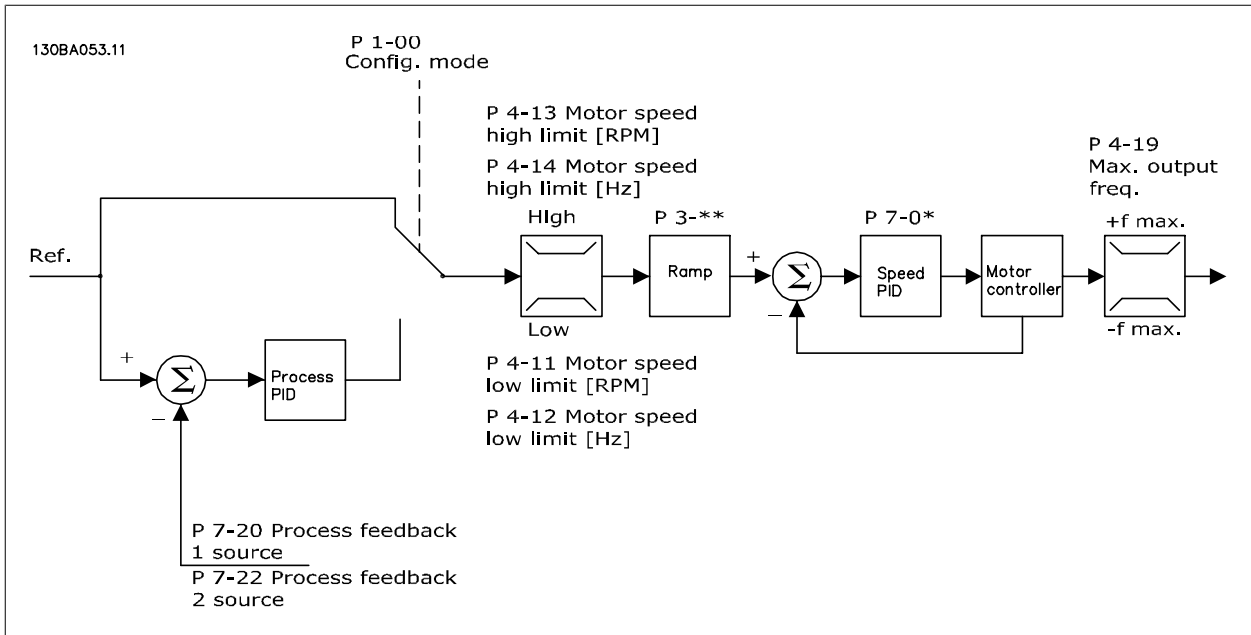 130BA053.11
P 1-00
Config. mode
P 4-13 Motor speed
high limit [RPM]
P 4-14 Motor speed
high limit [Hz]
P 4-19
Max. output
freq.
HIgh
P 3-**
P 7-0*
+f max.
Ref.
Ramp
+
Σ
Speed
PID
Motor
controller
–
Low
-f max.
+
Σ
Process
PID
–
P 4-11 Motor speed
low limit [RPM]
P 4-12 Motor speed
low limit [Hz]
P 7-20 Process feedback
1 source
P 7-22 Process feedback
2 source